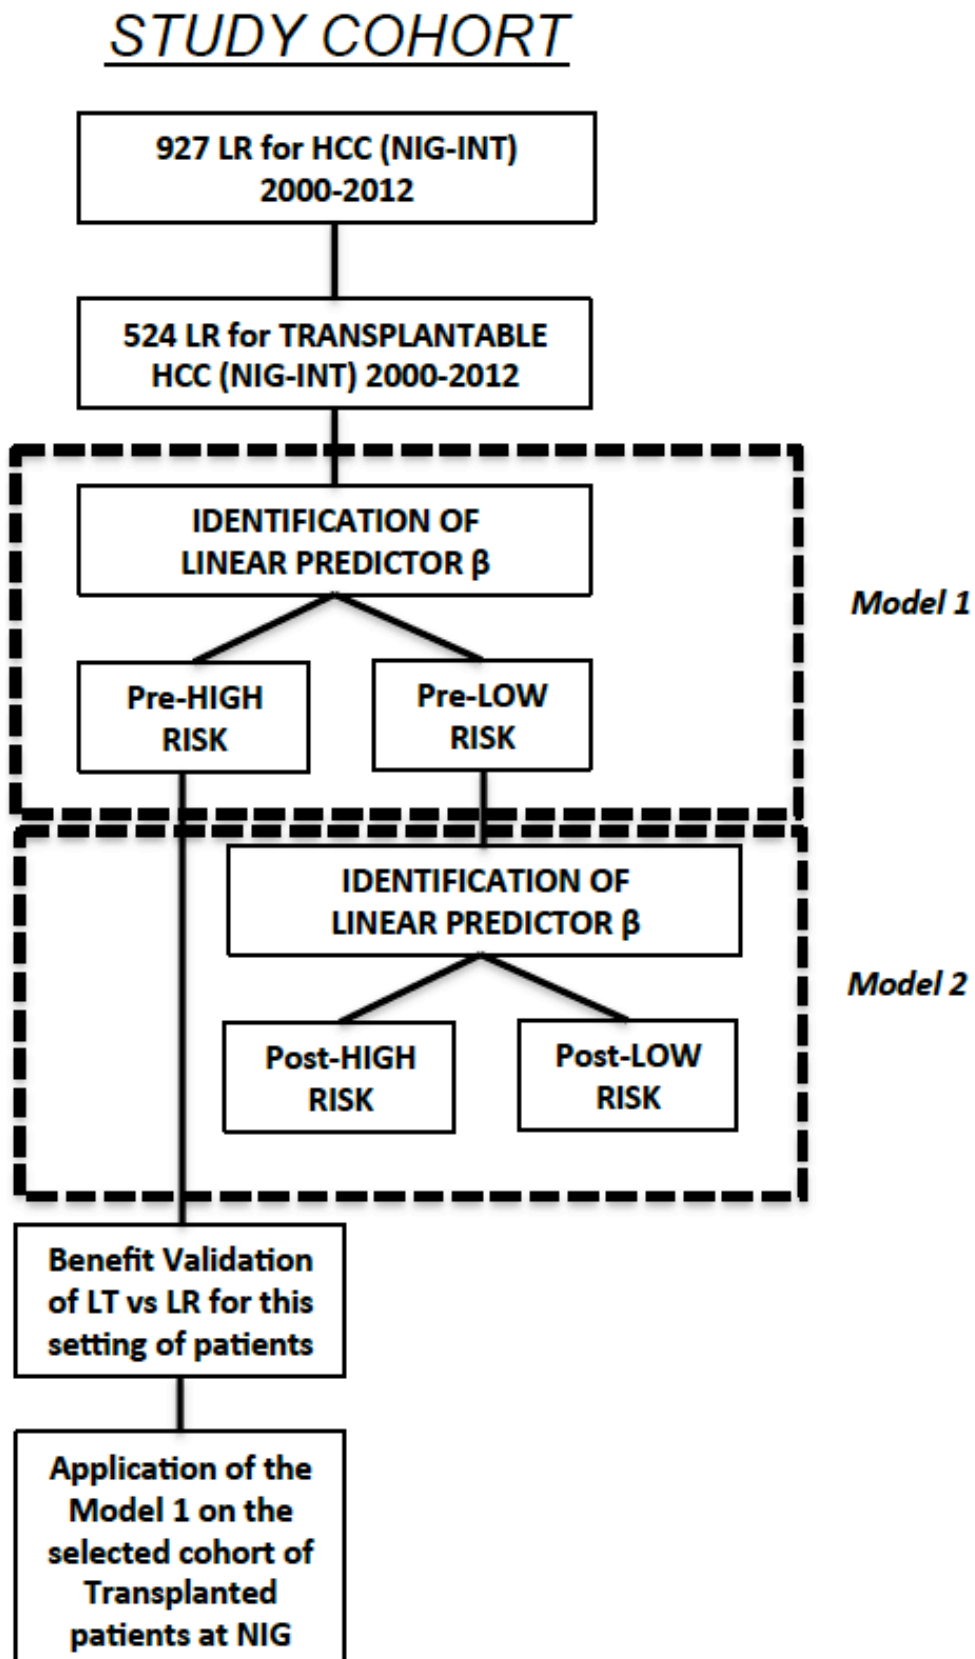 STUDY COHORT
927 LR for HCC (NIG-INT)
2000-2012
524 LR for TRANSPLANTABLE
HCC (NIG-INT) 2000-2012
IDENTIFICATION OF
LINEAR PREDICTOR β
Model 1
Pre-HIGH
RISK
Pre-LOW
RISK
IDENTIFICATION OF
LINEAR PREDICTOR β
Model 2
Post-HIGH
RISK
Post-LOW
RISK
Benefit Validation
of LT vs LR for this
setting of patients
Application of the
Model 1 on the
selected cohort of
Transplanted
patients at NIG